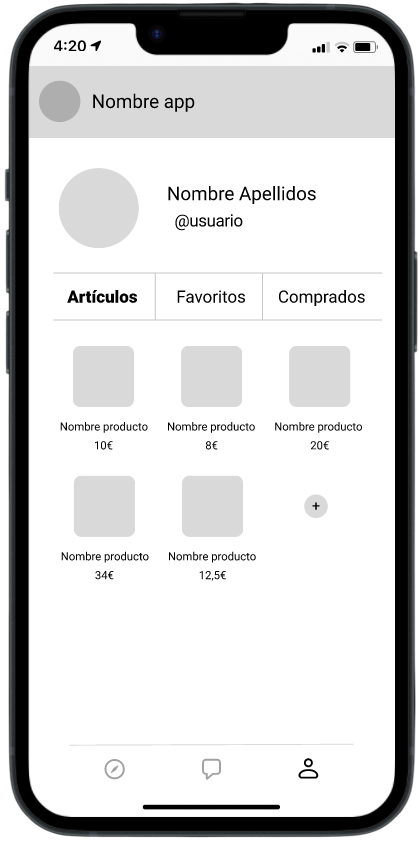 4:20
Nombre app
Nombre Apellidos
@usuario
Artículos Favoritos Comprados
Nombre producto Nombre producto Nombre producto
10€ 8€ 20€
Nombre producto Nombre producto
34€ 12,5€
+